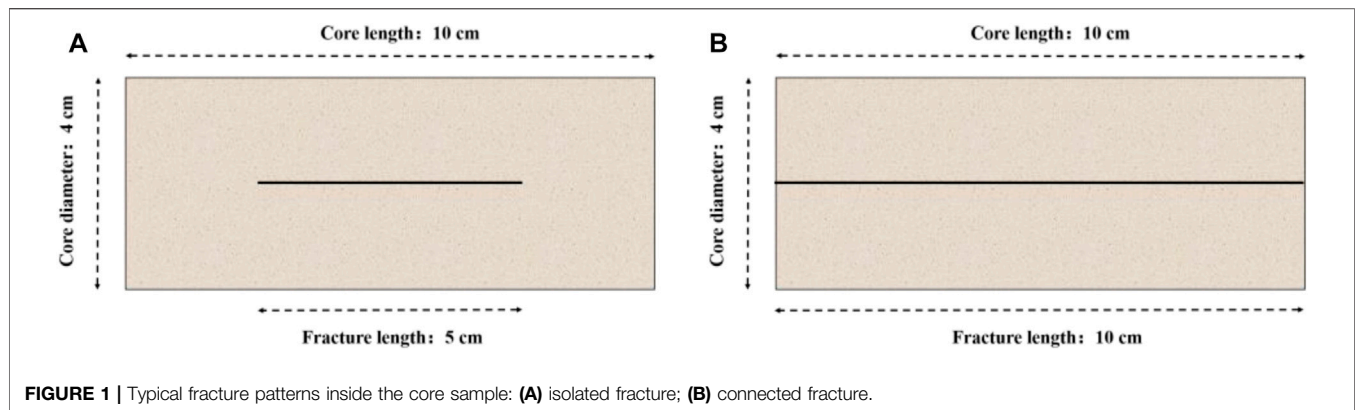 A
Core length: 10 cm
Core diameter: 4 cm
Fracture length: 5 cm
B
Core length: 10 cm
Core diameter: 4 cm
Fracture length: 10 cm
FIGURE 1 | Typical fracture patterns inside the core sample: (A) isolated fracture; (B) connected fracture.